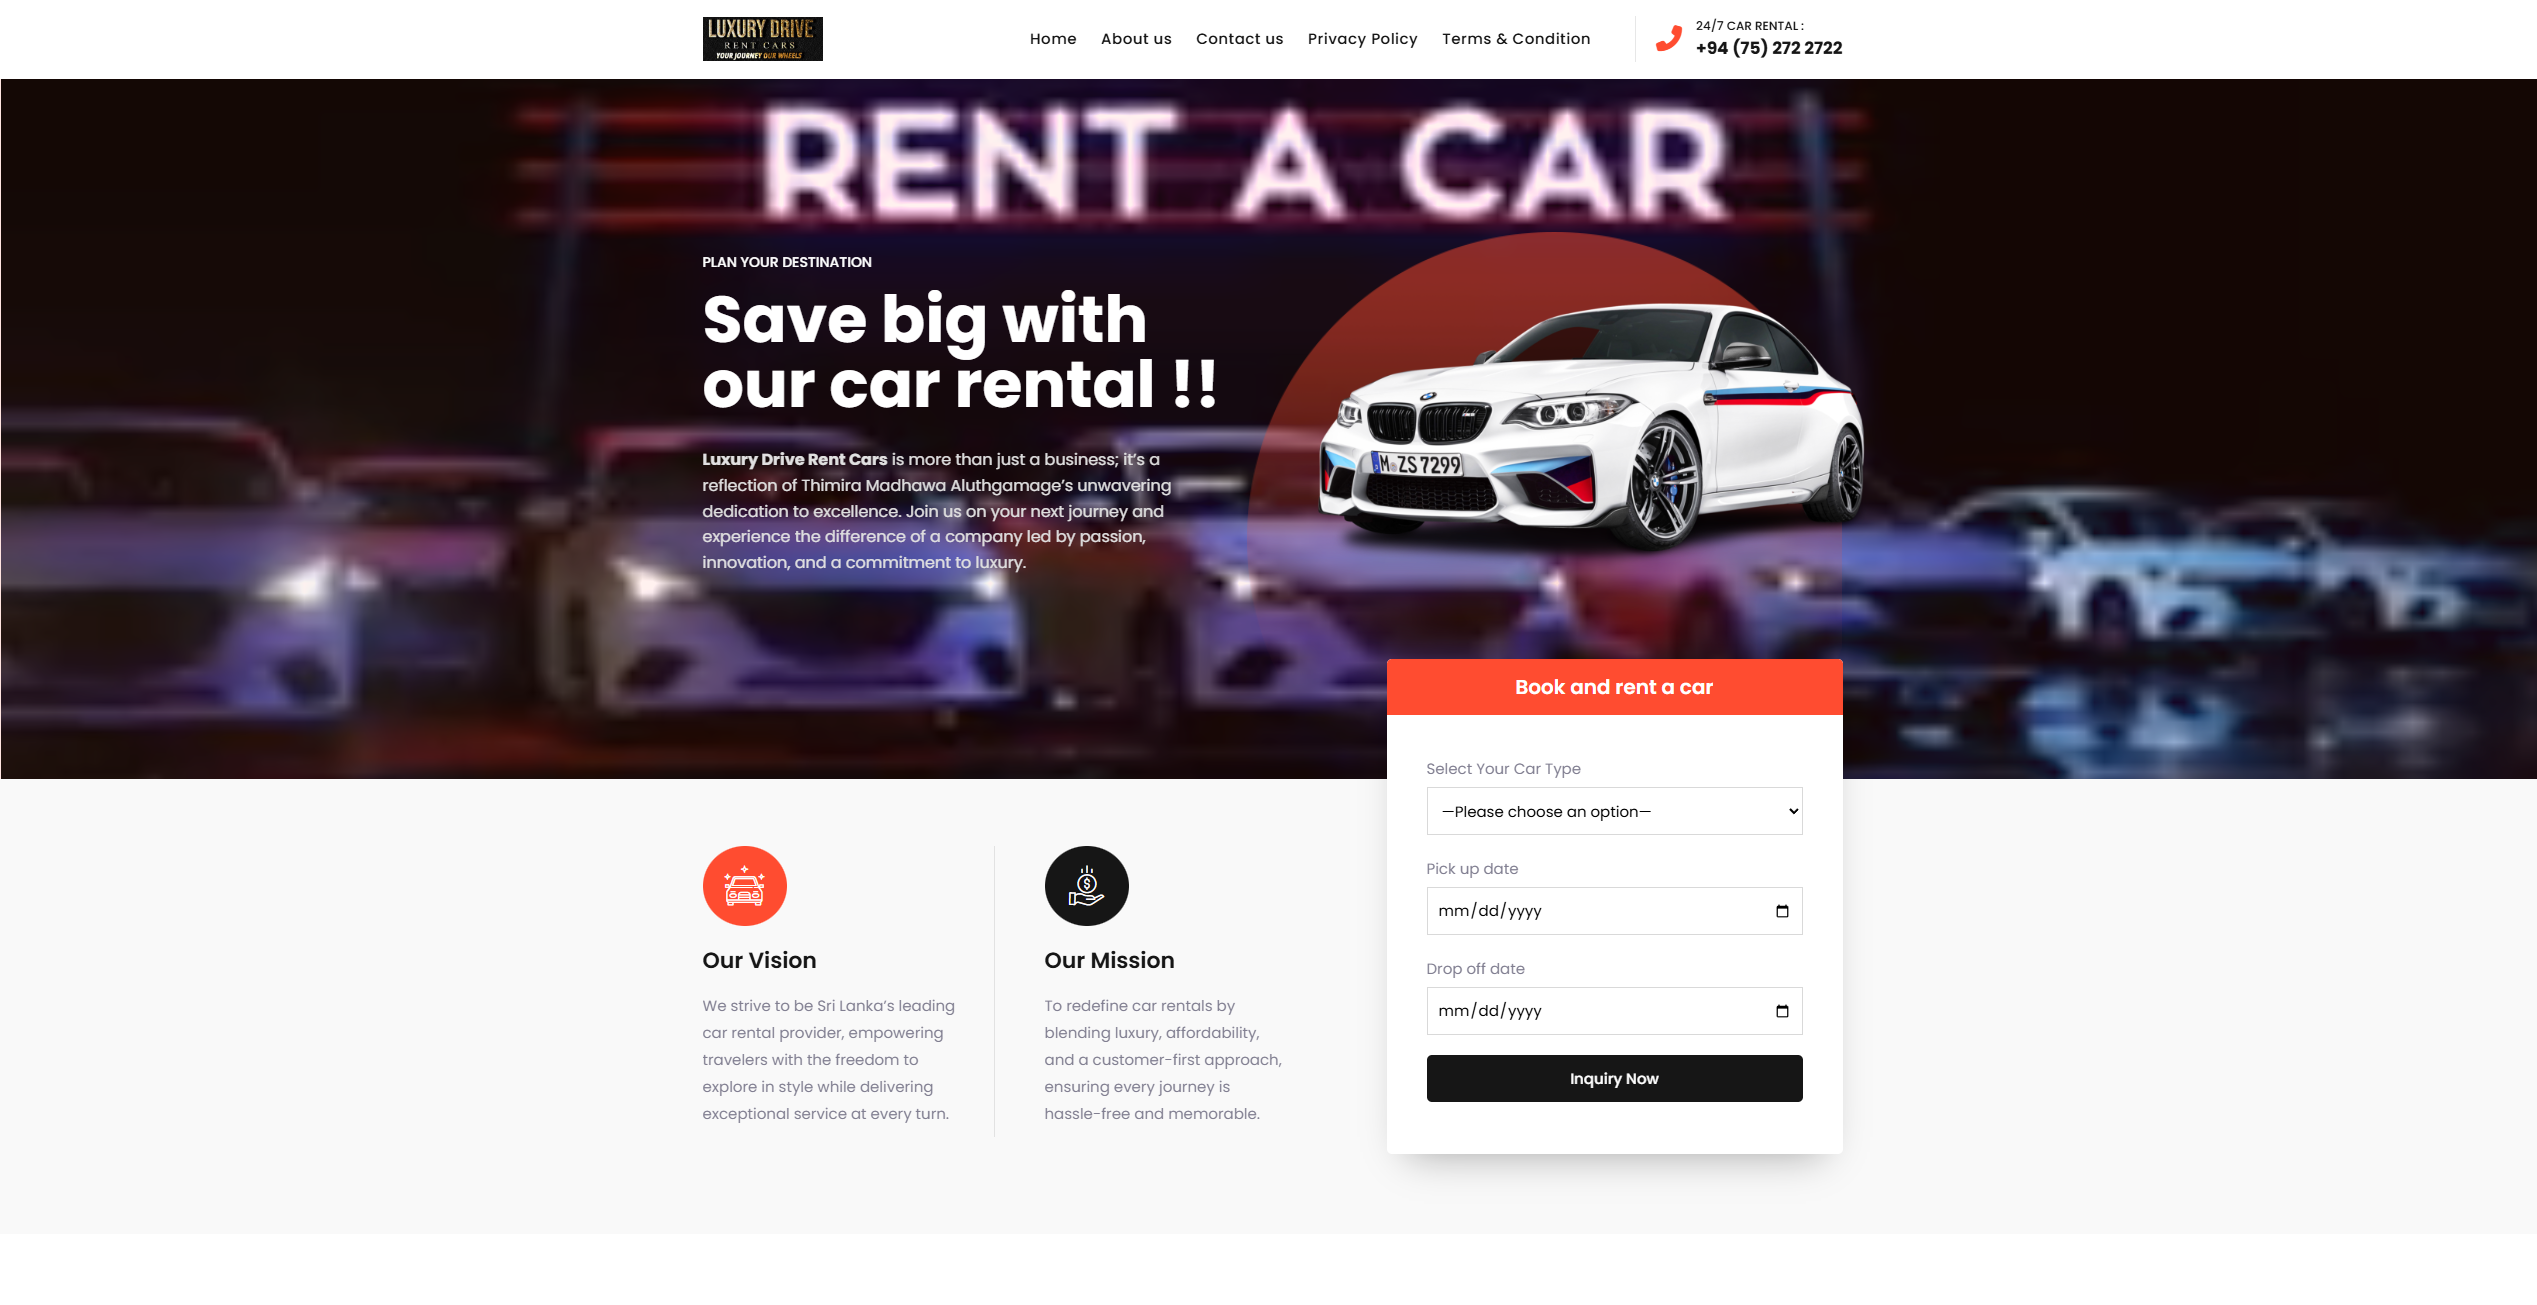 LUXURY DRIVE
RENT CARS
YOUR JOURNEY OUR WHEELS
Home
About us
Contact us
Privacy Policy
Terms & Condition
24/7 CAR RENTAL :
+94 (75) 272 2722
RENT A CAR
PLAN YOUR DESTINATION
Save big with
our car rental !!
Luxury Drive Rent Cars is more than just a business; it’s a
reflection of Thimira Madhawa Aluthgamage’s unwavering
dedication to excellence. Join us on your next journey and
experience the difference of a company led by passion,
innovation, and a commitment to luxury.
M ZS 7299
Book and rent a car
Select Your Car Type
—Please choose an option—
Pick up date
mm/dd/yyyy
Drop off date
mm/dd/yyyy
Inquiry Now
Our Vision
We strive to be Sri Lanka’s leading
car rental provider, empowering
travelers with the freedom to
explore in style while delivering
exceptional service at every turn.
Our Mission
To redefine car rentals by
blending luxury, affordability,
and a customer-first approach,
ensuring every journey is
hassle-free and memorable.